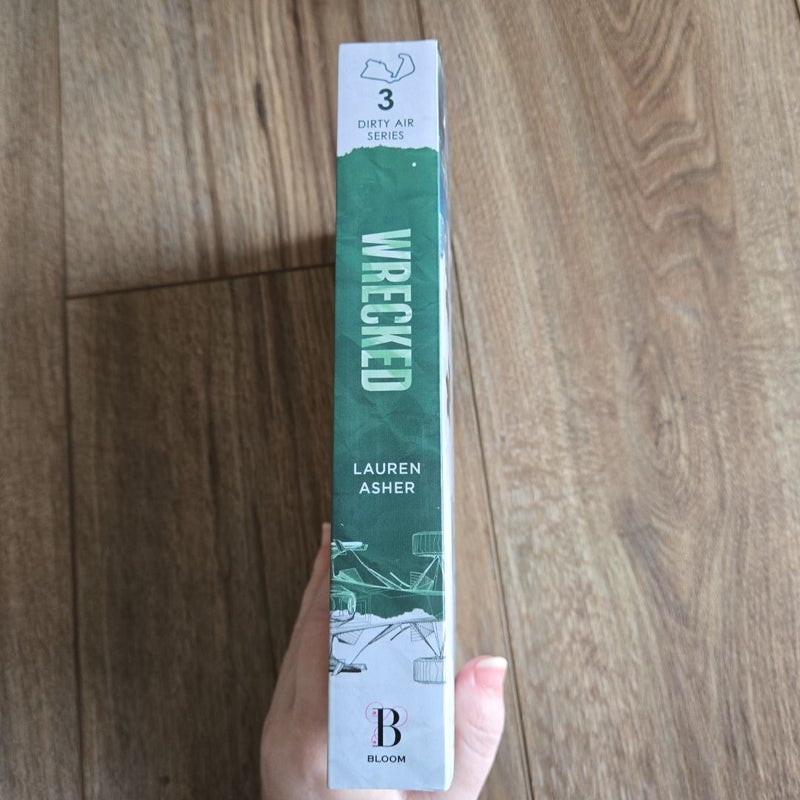 3
DIRTY AIR
SERIES
WRECKED
LAUREN
ASHER
B
BLOOM